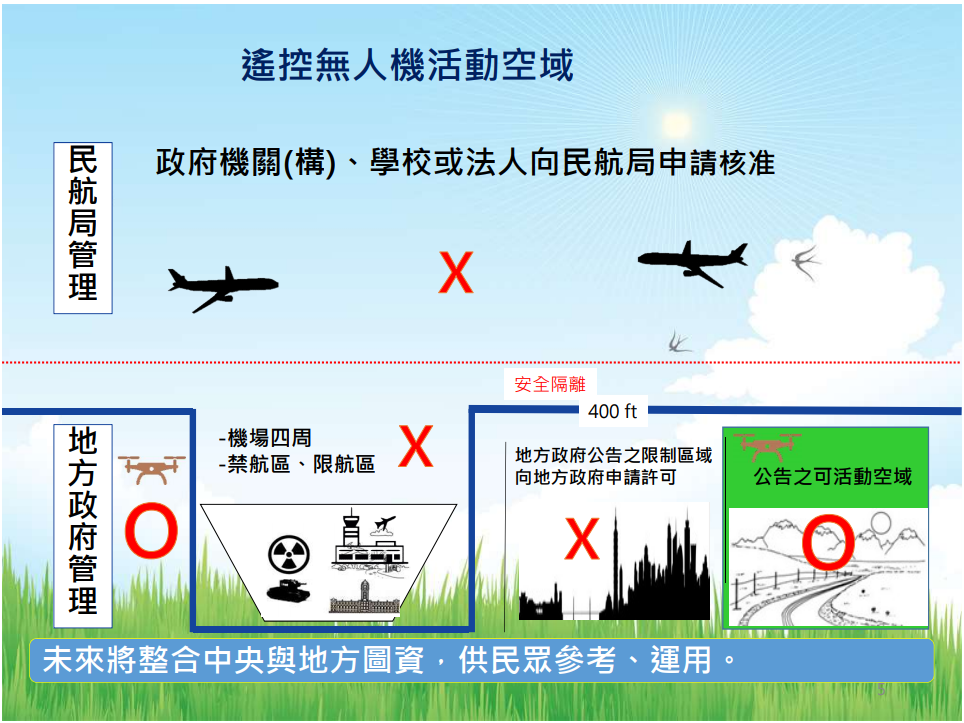 遙控無人機活動空域
民航局管理
政府機關(構)、學校或法人向民航局申請核准
X
安全隔離
400 ft
地方政府管理
O
-機場四周
-禁航區、限航區
X
地方政府公告之限制區域
向地方政府申請許可
X
公告之可活動空域
O
未來將整合中央與地方圖資，供民眾參考、運用。
5